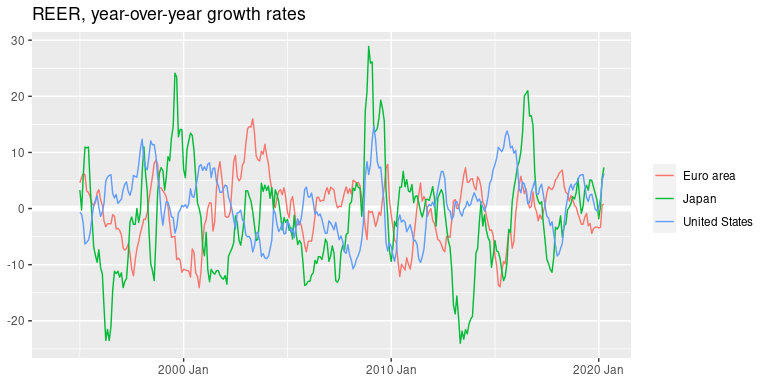 REER, year-over-year growth rates
30
20
10
0
-10
-20
2000 Jan
2010 Jan
2020 Jan
Euro area
Japan
United States